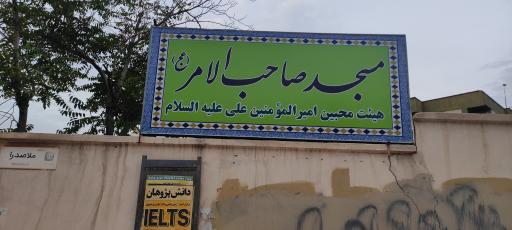 مسجد صاحب الامر (عج)
هیئت محبین امیرالمؤمنین علی علیه السلام
ملاصدرا
دانش پژوهان
IELTS